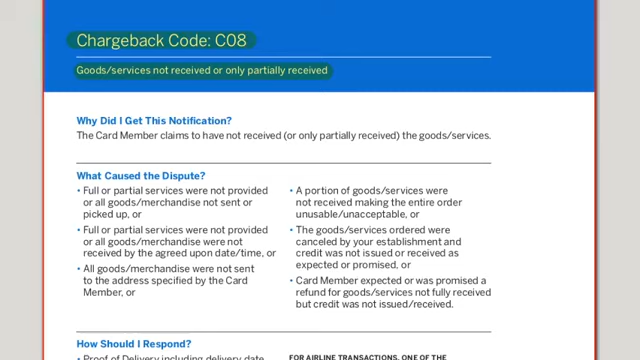 Chargeback Code: C08
Goods/services not received or only partially received
Why Did I Get This Notification?
The Card Member claims to have not received (or only partially received) the goods/services.
What Caused the Dispute?
• Full or partial services were not provided
or all goods/merchandise not sent or
picked up, or
• Full or partial services were not provided
or all goods/merchandise were not
received by the agreed upon date/time, or
• All goods/merchandise were not sent
to the address specified by the Card
Member, or
• A portion of goods/services were
not received making the entire order
unusable/unacceptable, or
• The goods/services ordered were
canceled by your establishment and
credit was not issued or received as
expected or promised, or
• Card Member expected or was promised a
refund for goods/services not fully received
but credit was not issued/received.
How Should I Respond?
• Proof of Delivery including delivery date
FOR AIRLINE TRANSACTIONS, ONE OF THE